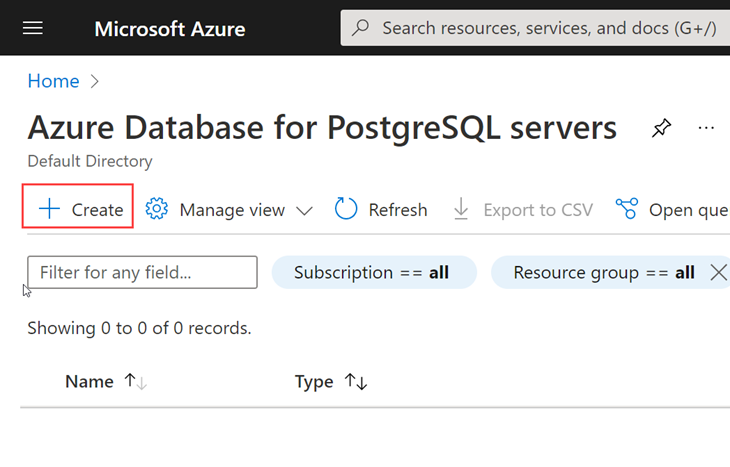 Microsoft Azure Search resources, services, and docs (G+/)
Home
Azure Database for PostgreSQL servers
Default Directory
Create Manage view Refresh Export to CSV Open que
Filter for any field... Subscription == all Resource group == all
Showing 0 to 0 of 0 records.
Name Type